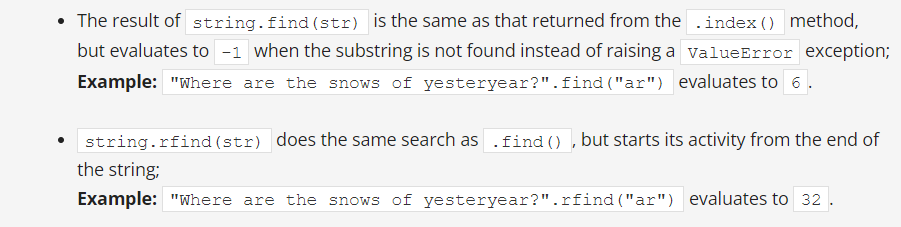 • The result of string.find(str) is the same as that returned from the .index() method,
but evaluates to -1 when the substring is not found instead of raising a ValueError exception;
Example: "Where are the snows of yesteryear?".find("ar") evaluates to 6.
• string.rfind(str) does the same search as .find(), but starts its activity from the end of
the string;
Example: "Where are the snows of yesteryear?".rfind("ar") evaluates to 32.